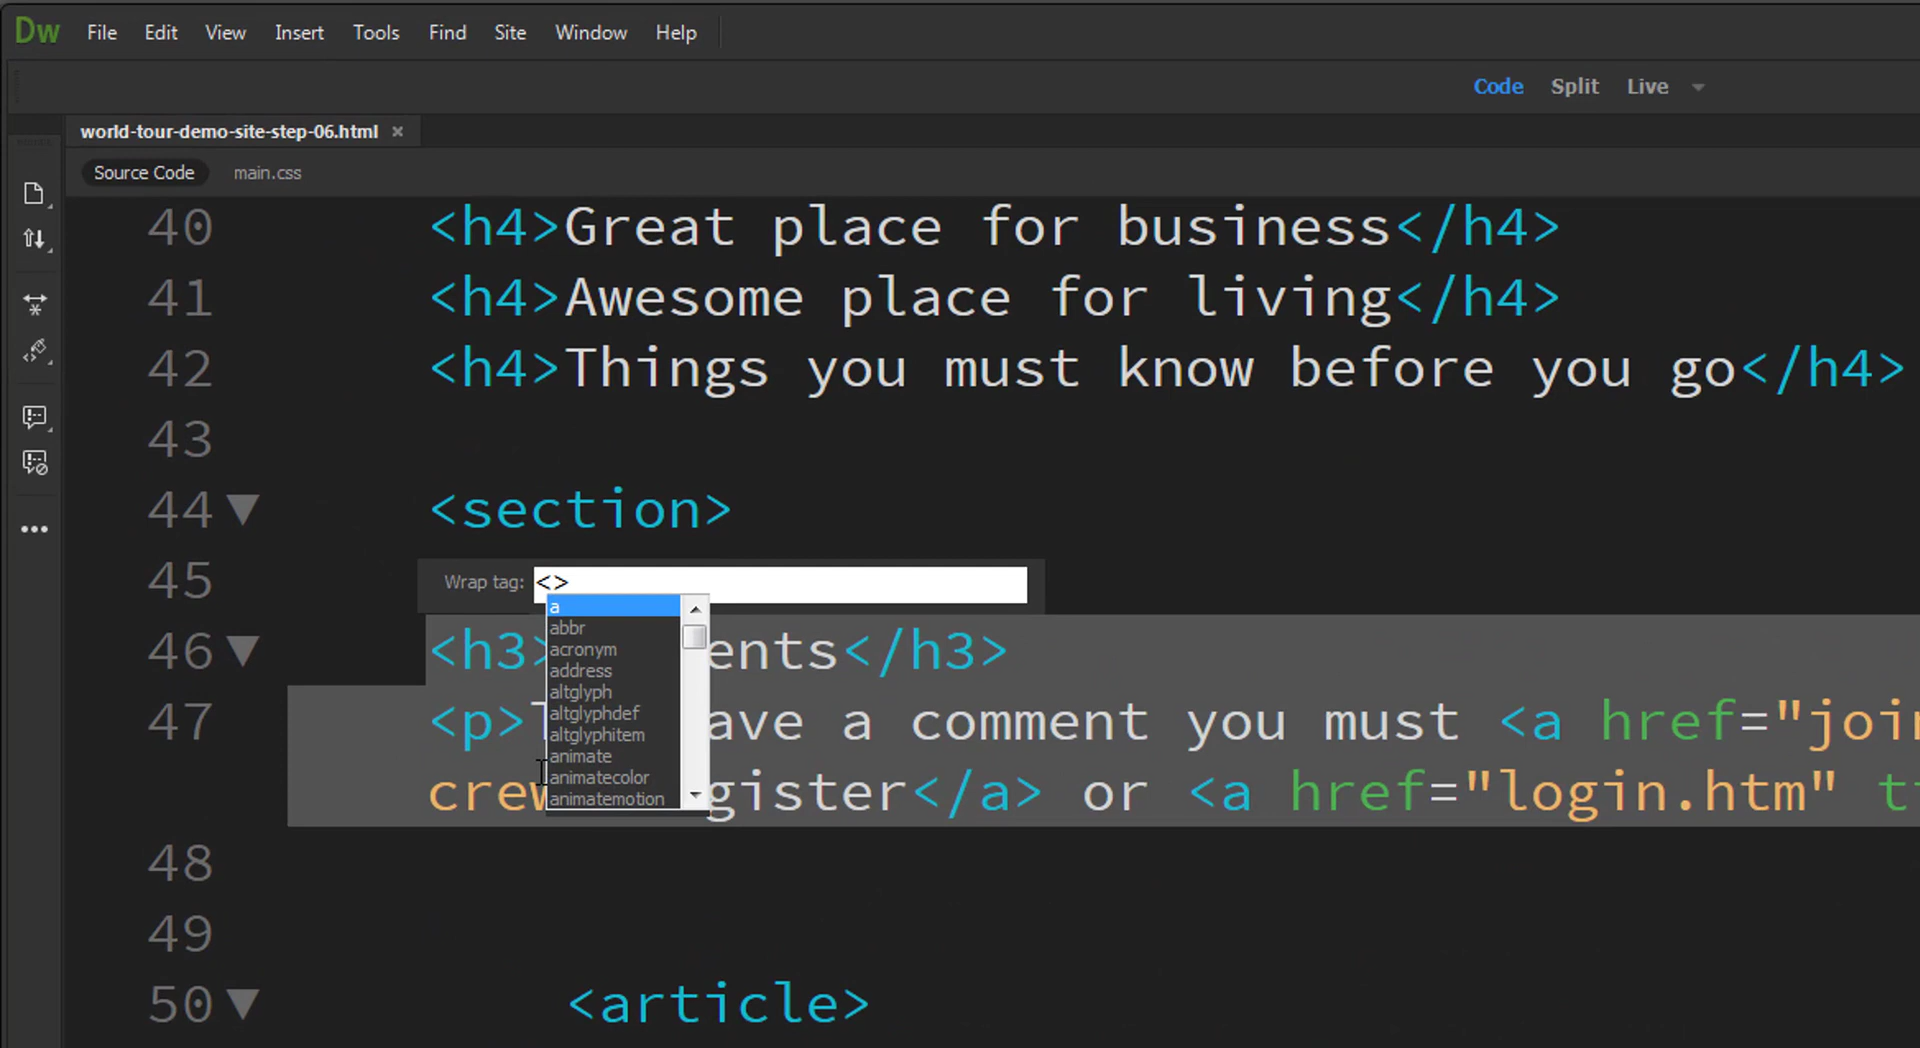 Dw File Edit View Insert Tools Find Site Window Help
Code Split Live
world-tour-demo-site-step-06.html ×
Source Code main.css
40 <h4>Great place for business</h4>
41 <h4>Awesome place for living</h4>
42 <h4>Things you must know before you go</h4>
43
44 <section>
45 Wrap tag: <>
a
abbr
acronym
address
altglyph
altglyphdef
altglyphitem
animate
animatecolor
animatemotion
46 <h3> ents</h3>
47 <p>T ave a comment you must <a href="join
crew gister</a> or <a href="login.htm" ti
48
49
50 <article>